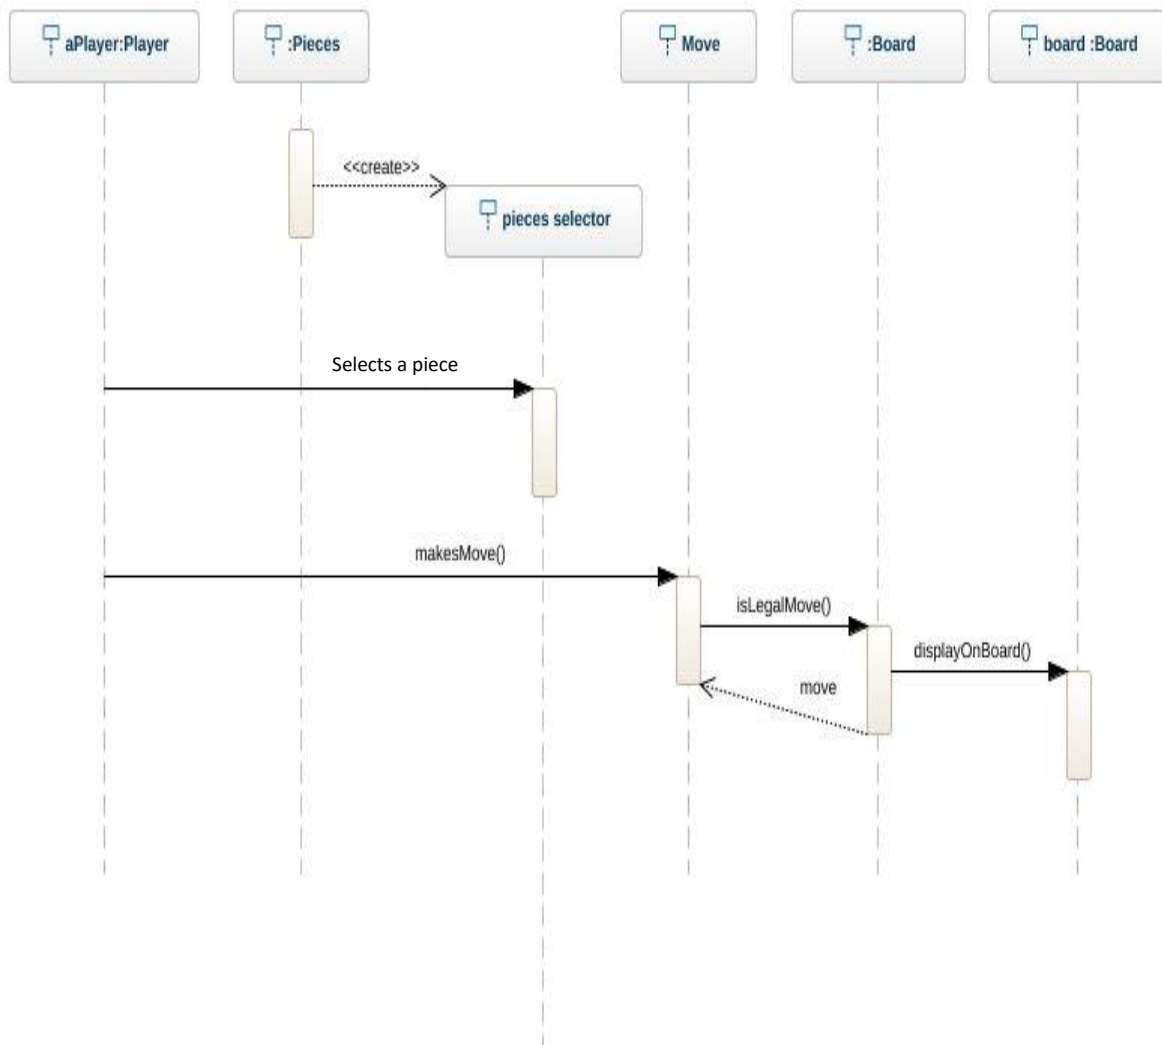 aPlayer:Player
:Pieces
Move
:Board
board :Board
<<create>>
pieces selector
Selects a piece
makesMove()
isLegalMove()
displayOnBoard()
move